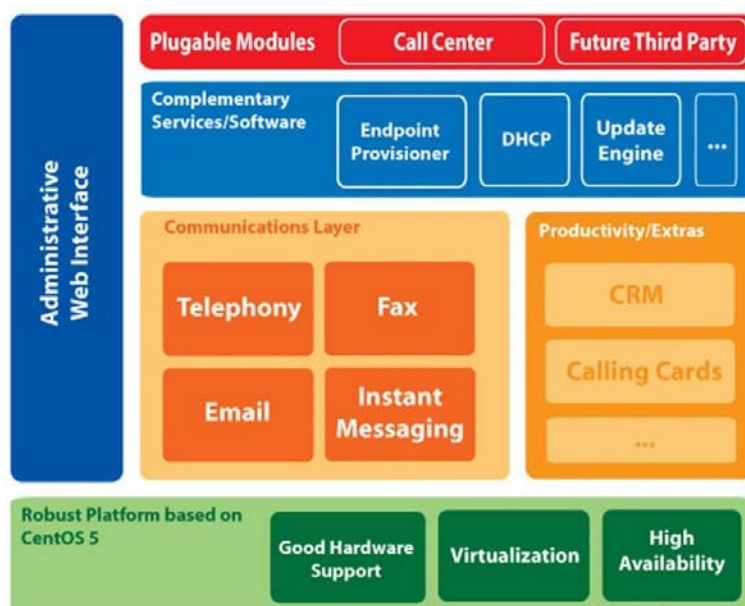 Administrative
Web Interface
Plugable Modules
Call Center
Future Third Party
Complementary
Services/Software
Endpoint
Provisioner
DHCP
Update
Engine
...
Communications Layer
Telephony
Fax
Email
Instant
Messaging
Productivity/Extras
CRM
Calling Cards
...
Robust Platform based on
CentOS 5
Good Hardware
Support
Virtualization
High
Availability